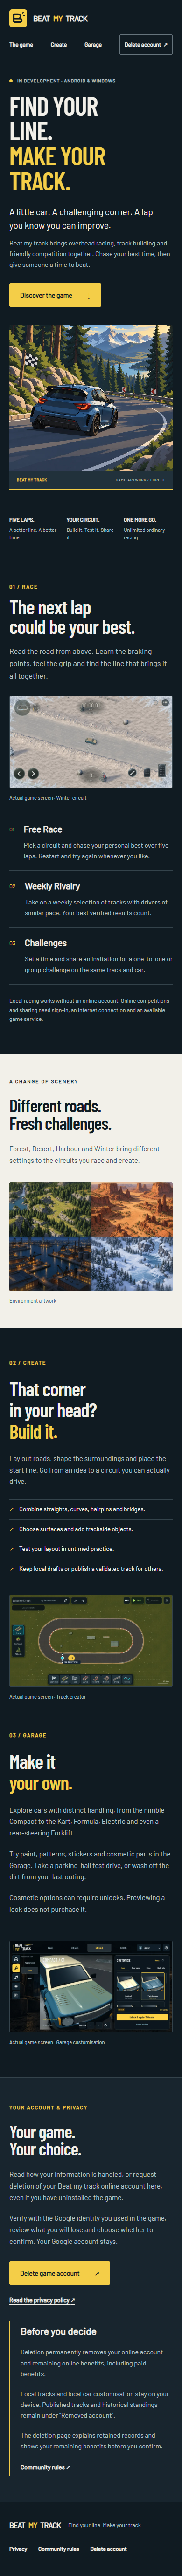 BEAT MY TRACK
The game
Create
Garage
Delete account ↗
IN DEVELOPMENT · ANDROID & WINDOWS
FIND YOUR
LINE.
MAKE YOUR
TRACK.
A little car. A challenging corner. A lap
you know you can improve.
Beat my track brings overhead racing, track building and
friendly competition together. Chase your best time, then
give someone a time to beat.
Discover the game ↓
BEAT MY TRACK
GAME ARTWORK / FOREST
FIVE LAPS.
A better line. A better
time.
YOUR CIRCUIT.
Build it. Test it. Share
it.
ONE MORE GO.
Unlimited ordinary
racing.
01 / RACE
The next lap
could be your best.
Read the road from above. Learn the braking
points, feel the grip and find the line that brings it
all together.
Actual game screen · Winter circuit
01
Free Race
Pick a circuit and chase your personal best over five
laps. Restart and try again whenever you like.
02
Weekly Rivalry
Take on a weekly selection of tracks with drivers of
similar pace. Your best verified results count.
03
Challenges
Set a time and share an invitation for a one-to-one or
group challenge on the same track and car.
Local racing works without an online account. Online competitions
and sharing need sign-in, an internet connection and an available
game service.
A CHANGE OF SCENERY
Different roads.
Fresh challenges.
Forest, Desert, Harbour and Winter bring different
settings to the circuits you race and create.
Environment artwork
02 / CREATE
That corner
in your head?
Build it.
Lay out roads, shape the surroundings and place the
start line. Go from an idea to a circuit you can actually
drive.
↗ Combine straights, curves, hairpins and bridges.
↗ Choose surfaces and add trackside objects.
↗ Test your layout in untimed practice.
↗ Keep local drafts or publish a validated track for others.
Actual game screen · Track creator
03 / GARAGE
Make it
your own.
Explore cars with distinct handling, from the nimble
Compact to the Kart, Formula, Electric and even a
rear-steering Forklift.
Try paint, patterns, stickers and cosmetic parts in the
Garage. Take a parking-hall test drive, or wash off the
dirt from your last outing.
Cosmetic options can require unlocks. Previewing a
look does not purchase it.
BEAT MY TRACK
Actual game screen · Garage customisation
YOUR ACCOUNT & PRIVACY
Your game.
Your choice.
Read how your information is handled, or request
deletion of your Beat my track online account here,
even if you have uninstalled the game.
Verify with the Google identity you used in the game,
review what you will lose and choose whether to
confirm. Your Google account stays.
Delete game account ↗
Read the privacy policy ↗
Before you decide
Deletion permanently removes your online account
and remaining online benefits, including paid
benefits.
Local tracks and local car customisation stay on your
device. Published tracks and historical standings
remain under “Removed account”.
The deletion page explains retained records and
shows your remaining benefits before you confirm.
Community rules ↗
BEAT MY TRACK
Find your line. Make your track.
Privacy
Community rules
Delete account